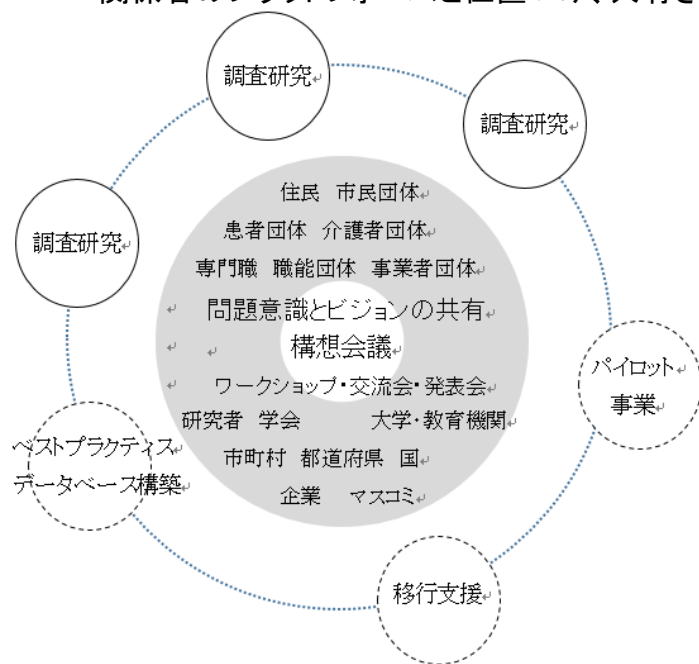 調査研究
調査研究
調査研究
住民 市民団体
患者団体 介護者団体
専門職 職能団体 事業者団体
問題意識とビジョンの共有
構想会議
ワークショップ・交流会・発表会
研究者 学会 大学・教育機関
市町村 都道府県 国
企業 マスコミ
パイロット
事業
ベストプラクティス
データベース構築
移行支援